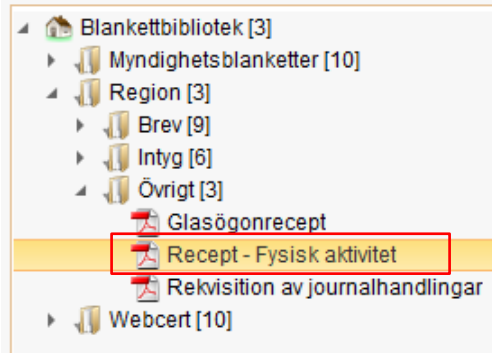 Blankettbibliotek [3]
Myndighetsblanketter [10]
Region [3]
Brev [9]
Intyg [6]
Övrigt [3]
Glasögonrecept
Recept - Fysisk aktivitet
Rekvisition av journalhandlingar
Webcert [10]